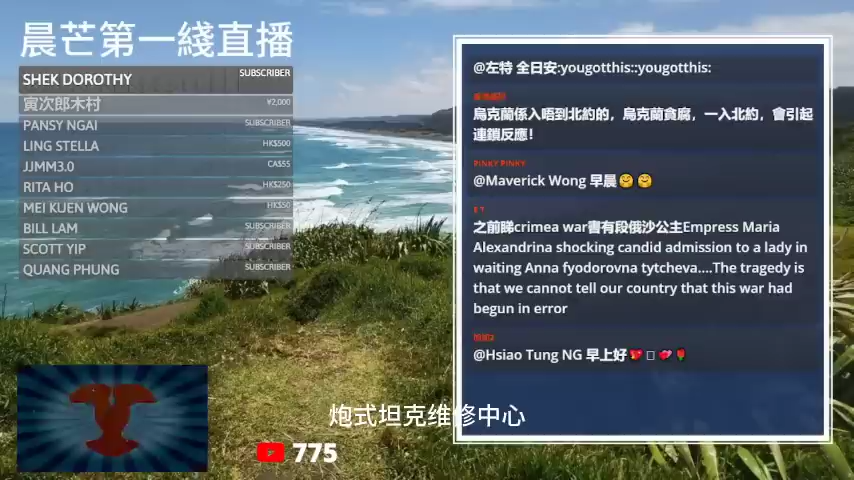 晨芒第一綫直播
SHEK DOROTHY SUBSCRIBER
寅次郎木村 ¥2,000
PANSY NGAI SUBSCRIBER
LING STELLA HK$500
JJMM3.0 CA$55
RITA HO HK$250
MEI KUEN WONG HK$50
BILL LAM SUBSCRIBER
SCOTT YIP SUBSCRIBER
QUANG PHUNG SUBSCRIBER
@左特 全日安:yougotthis::yougotthis:
烏克蘭係入唔到北約的，烏克蘭貪腐，一入北約，會引起
連鎖反應！
PINKY PINKY
@Maverick Wong 早晨🤗 🤗
之前睇crimea war書有段俄沙公主Empress Maria
Alexandrina shocking candid admission to a lady in
waiting Anna fyodorovna tytcheva....The tragedy is
that we cannot tell our country that this war had
begun in error
@Hsiao Tung NG 早上好
炮式坦克维修中心
775